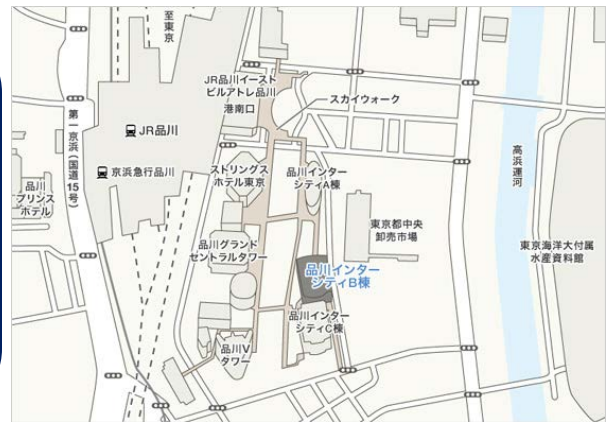 至東京
JR品川イースト
ビルアトレ品川
港南口
スカイウォーク
第一京浜(国道15号)
JR品川
京浜急行品川
品川
プリンス
ホテル
ストリングス
ホテル東京
品川インター
シティA棟
高浜運河
東京都中央
卸売市場
東京海洋大付属
水産資料館
品川グランド
セントラルタワー
品川インター
シティB棟
品川インター
シティC棟
品川V
タワー